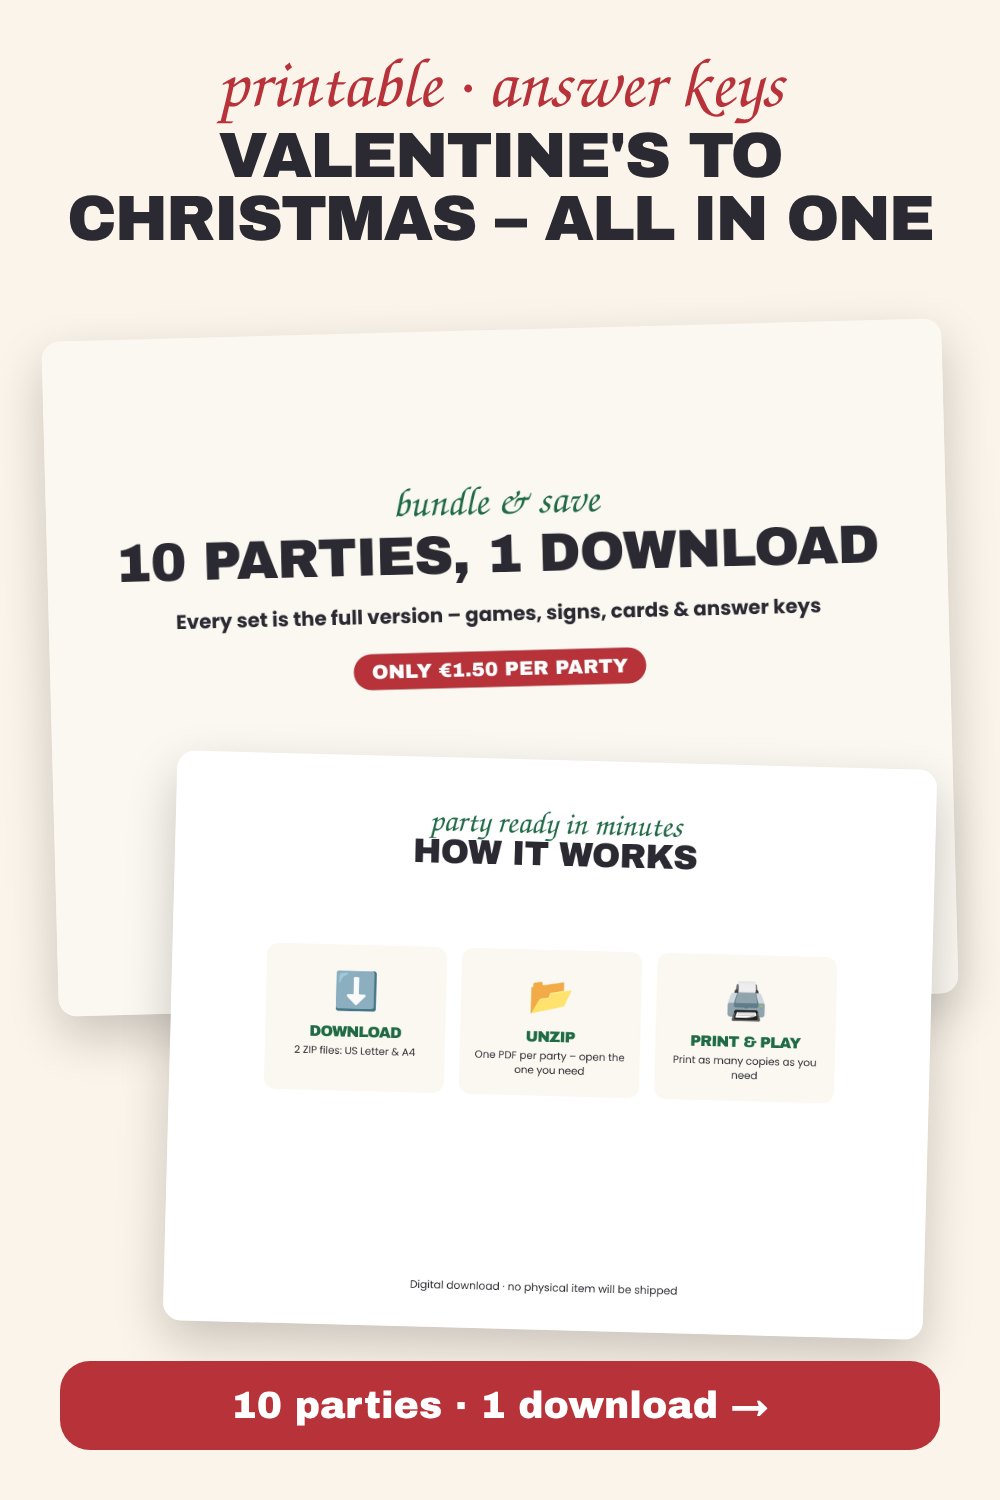 printable · answer keys
VALENTINE'S TO
CHRISTMAS – ALL IN ONE
bundle & save
10 PARTIES, 1 DOWNLOAD
Every set is the full version – games, signs, cards & answer keys
ONLY €1.50 PER PARTY
party ready in minutes
HOW IT WORKS
DOWNLOAD
2 ZIP files: US Letter & A4
UNZIP
One PDF per party – open the
one you need
PRINT & PLAY
Print as many copies as you
need
Digital download · no physical item will be shipped
10 parties · 1 download →